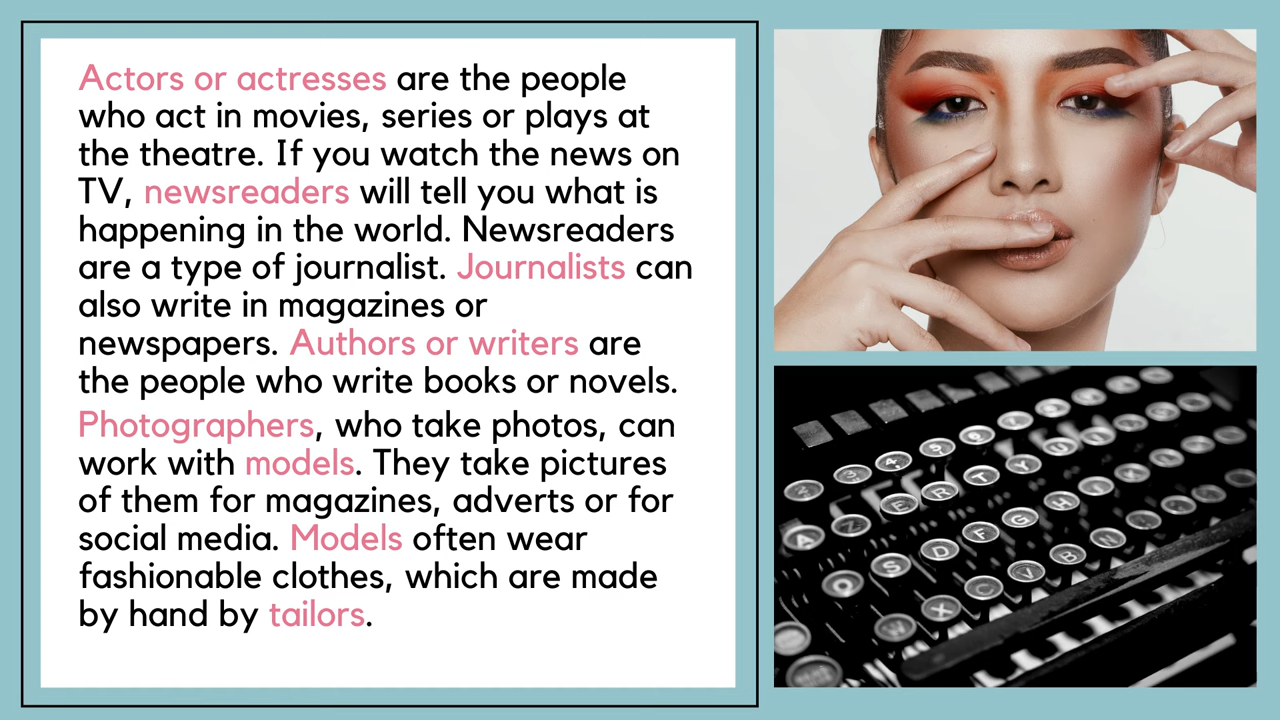 Actors or actresses are the people
who act in movies, series or plays at
the theatre. If you watch the news on
TV, newsreaders will tell you what is
happening in the world. Newsreaders
are a type of journalist. Journalists can
also write in magazines or
newspapers. Authors or writers are
the people who write books or novels.
Photographers, who take photos, can
work with models. They take pictures
of them for magazines, adverts or for
social media. Models often wear
fashionable clothes, which are made
by hand by tailors.
3 4 5
A Z E R T Y
Q S D F G H
W X C V B N